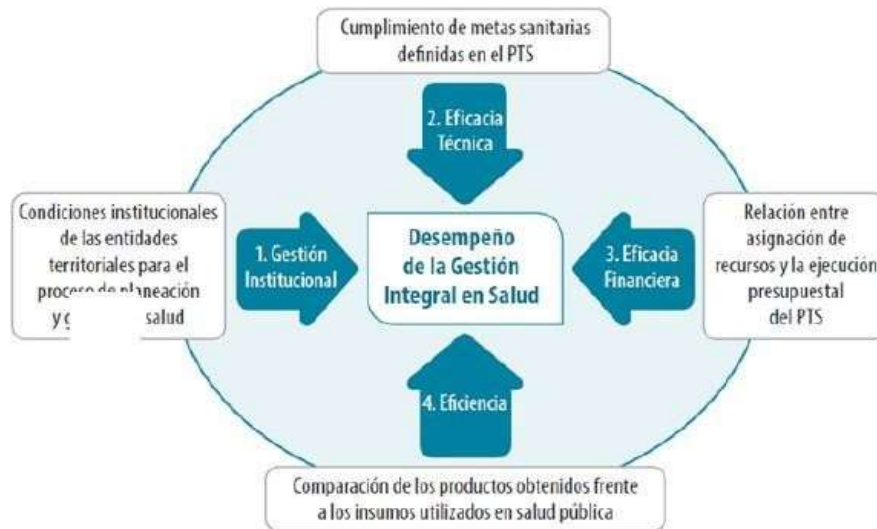 Cumplimiento de metas sanitarias
definidas en el PTS
2. Eficacia
Técnica
Condiciones institucionales
de las entidades
territoriales para el
proceso de planeación
y salud
1. Gestión
Institucional
Desempeño
de la Gestión
Integral en Salud
3. Eficacia
Financiera
Relación entre
asignación de
recursos y la ejecución
presupuestal
del PTS
4. Eficiencia
Comparación de los productos obtenidos frente
a los insumos utilizados en salud pública